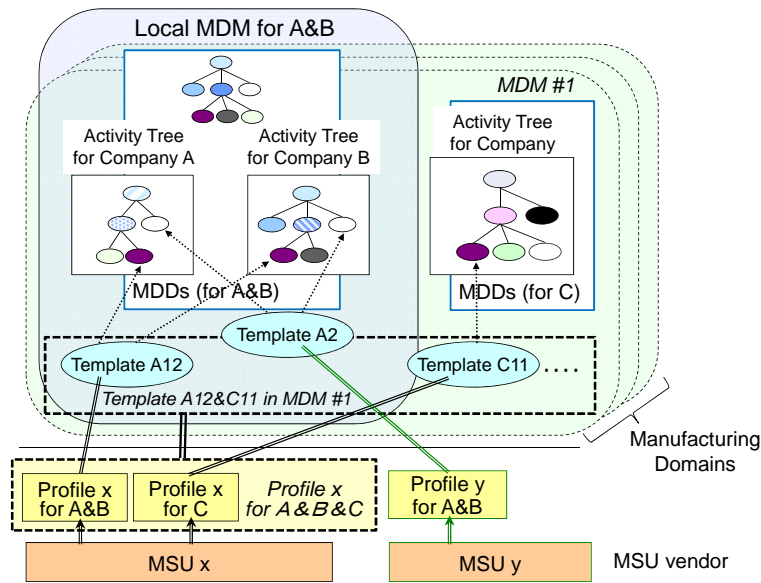 Local MDM for A&B
MDM #1
Activity Tree
for Company A
Activity Tree
for Company B
Activity Tree
for Company
MDDs (for A&B)
MDDs (for C)
Template A2
Template A12
Template C11
....
Template A12&C11 in MDM #1
Manufacturing
Domains
Profile x
for A&B
Profile x
for C
Profile x
for A&B&C
Profile y
for A&B
MSU x
MSU y
MSU vendor